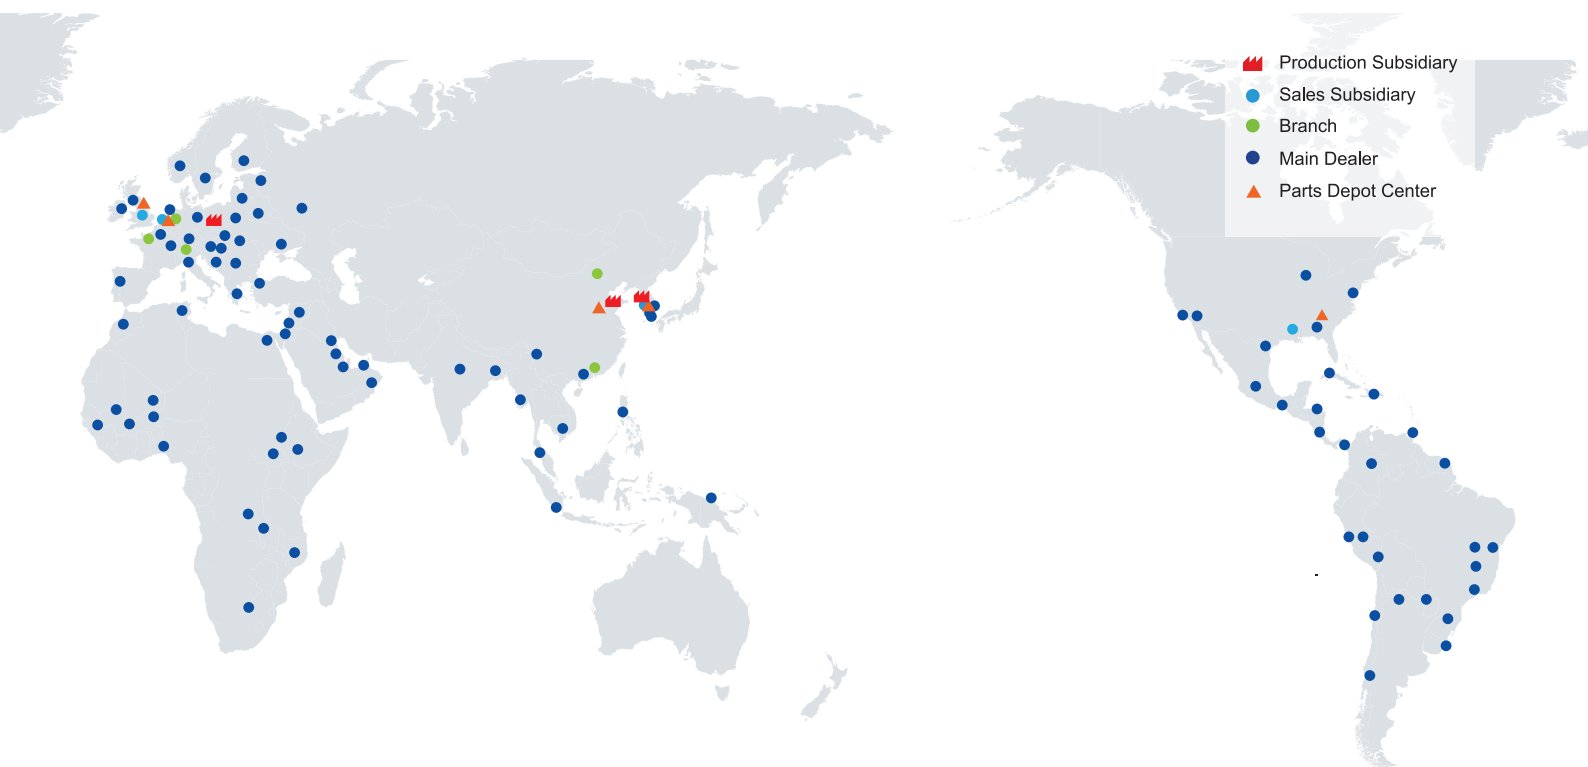 Production Subsidiary
Sales Subsidiary
Branch
Main Dealer
Parts Depot Center